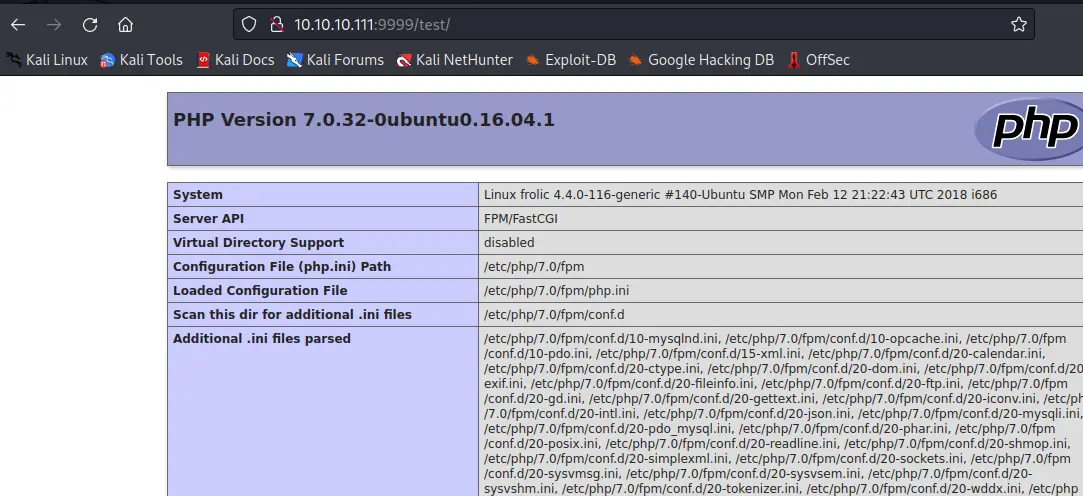 10.10.10.111:9999/test/
Kali Linux Kali Tools Kali Docs Kali Forums Kali NetHunter Exploit-DB Google Hacking DB OffSec
PHP Version 7.0.32-0ubuntu0.16.04.1
php
System Linux frolic 4.4.0-116-generic #140-Ubuntu SMP Mon Feb 12 21:22:43 UTC 2018 i686
Server API FPM/FastCGI
Virtual Directory Support disabled
Configuration File (php.ini) Path /etc/php/7.0/fpm
Loaded Configuration File /etc/php/7.0/fpm/php.ini
Scan this dir for additional .ini files /etc/php/7.0/fpm/conf.d
Additional .ini files parsed /etc/php/7.0/fpm/conf.d/10-mysqlnd.ini, /etc/php/7.0/fpm/conf.d/10-opcache.ini, /etc/php/7.0/fpm
/conf.d/10-pdo.ini, /etc/php/7.0/fpm/conf.d/15-xml.ini, /etc/php/7.0/fpm/conf.d/20-calendar.ini,
/etc/php/7.0/fpm/conf.d/20-ctype.ini, /etc/php/7.0/fpm/conf.d/20-dom.ini, /etc/php/7.0/fpm/conf.d/20
exif.ini, /etc/php/7.0/fpm/conf.d/20-fileinfo.ini, /etc/php/7.0/fpm/conf.d/20-ftp.ini, /etc/php/7.0/fpm
/conf.d/20-gd.ini, /etc/php/7.0/fpm/conf.d/20-gettext.ini, /etc/php/7.0/fpm/conf.d/20-iconv.ini, /etc/ph
/7.0/fpm/conf.d/20-intl.ini, /etc/php/7.0/fpm/conf.d/20-json.ini, /etc/php/7.0/fpm/conf.d/20-mysqli.ini,
/etc/php/7.0/fpm/conf.d/20-pdo_mysql.ini, /etc/php/7.0/fpm/conf.d/20-phar.ini, /etc/php/7.0/fpm
/conf.d/20-posix.ini, /etc/php/7.0/fpm/conf.d/20-readline.ini, /etc/php/7.0/fpm/conf.d/20-shmop.ini,
/etc/php/7.0/fpm/conf.d/20-simplexml.ini, /etc/php/7.0/fpm/conf.d/20-sockets.ini, /etc/php/7.0/fpm
/conf.d/20-sysvmsg.ini, /etc/php/7.0/fpm/conf.d/20-sysvsem.ini, /etc/php/7.0/fpm/conf.d/20-
sysvshm.ini, /etc/php/7.0/fpm/conf.d/20-tokenizer.ini, /etc/php/7.0/fpm/conf.d/20-wddx.ini, /etc/php